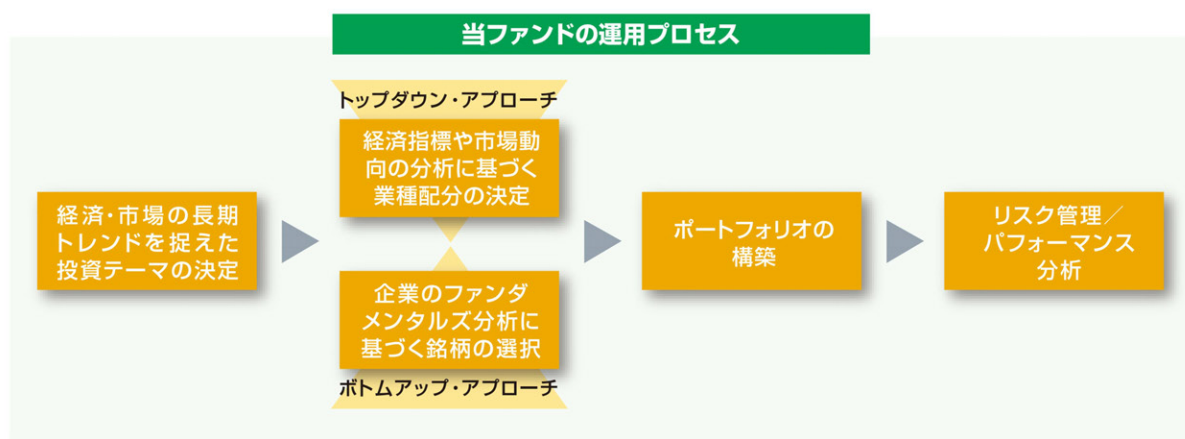 当ファンドの運用プロセス
経済・市場の長期
トレンドを捉えた
投資テーマの決定
トップダウン・アプローチ
経済指標や市場動
向の分析に基づく
業種配分の決定
企業のファンダ
メンタルズ分析に
基づく銘柄の選択
ボトムアップ・アプローチ
ポートフォリオの
構築
リスク管理／
パフォーマンス
分析